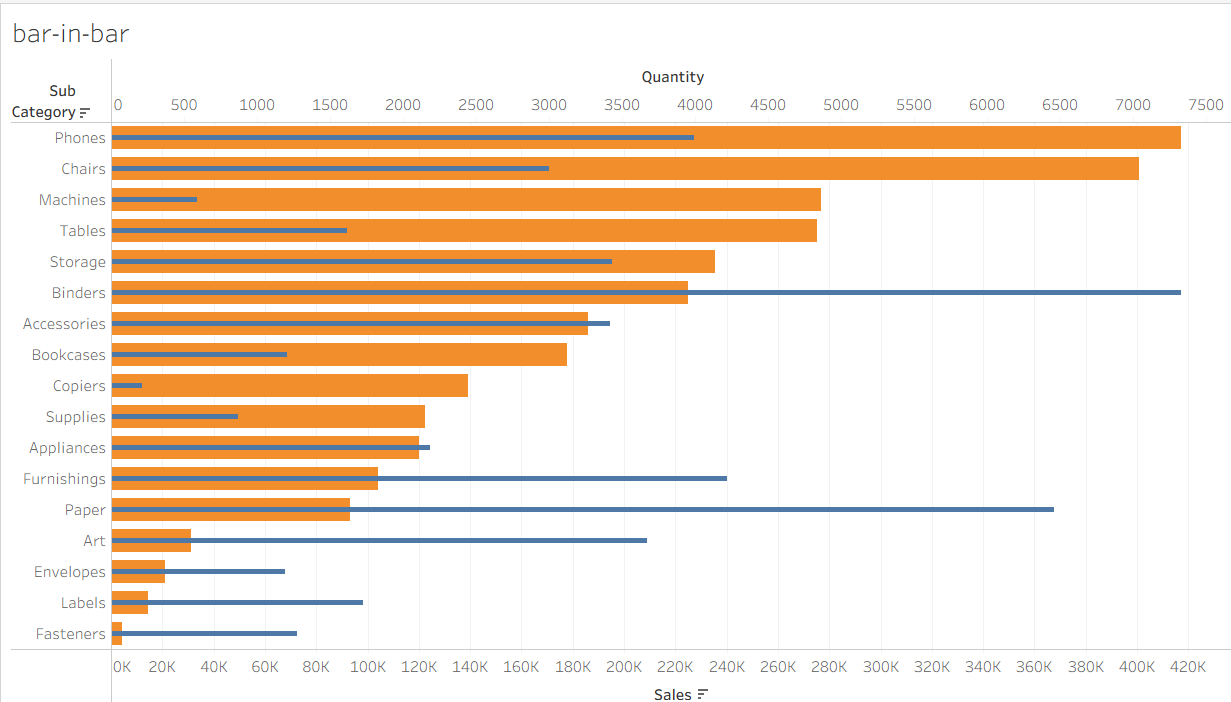 bar-in-bar
Quantity
Sub
Category
0 500 1000 1500 2000 2500 3000 3500 4000 4500 5000 5500 6000 6500 7000 7500
Phones
Chairs
Machines
Tables
Storage
Binders
Accessories
Bookcases
Copiers
Supplies
Appliances
Furnishings
Paper
Art
Envelopes
Labels
Fasteners
0K 20K 40K 60K 80K 100K 120K 140K 160K 180K 200K 220K 240K 260K 280K 300K 320K 340K 360K 380K 400K 420K
Sales